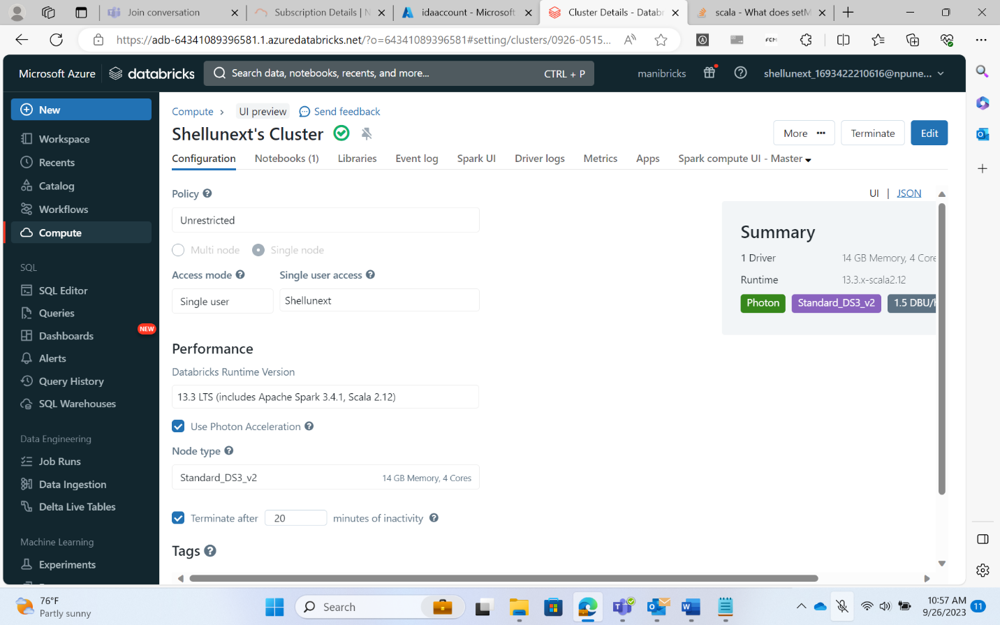 Join conversation
Subscription Details | N
idaaccount - Microsoft
Cluster Details - Datab
scala - What does setM
https://adb-64341089396581.1.azuredatabricks.net/?o=64341089396581#setting/clusters/0926-0515...
FCM
Microsoft Azure
databricks
Search data, notebooks, recents, and more...
CTRL + P
manibricks
shellunext_1693422210616@npune...
New
Workspace
Recents
Catalog
Workflows
Compute
SQL
SQL Editor
Queries
Dashboards
NEW
Alerts
Query History
SQL Warehouses
Data Engineering
Job Runs
Data Ingestion
Delta Live Tables
Machine Learning
Experiments
Compute
UI preview
Send feedback
Shellunext's Cluster
More
Terminate
Edit
Configuration
Notebooks (1)
Libraries
Event log
Spark UI
Driver logs
Metrics
Apps
Spark compute UI - Master
UI | JSON
Policy
Unrestricted
Multi node
Single node
Access mode
Single user access
Single user
Shellunext
Performance
Databricks Runtime Version
13.3 LTS (includes Apache Spark 3.4.1, Scala 2.12)
Use Photon Acceleration
Node type
Standard_DS3_v2
14 GB Memory, 4 Cores
Terminate after
20
minutes of inactivity
Tags
Summary
1 Driver
14 GB Memory, 4 Core
Runtime
13.3.x-scala2.12
Photon
Standard_DS3_v2
1.5 DBU/h
76°F
Partly sunny
Search
10:57 AM
9/26/2023
11